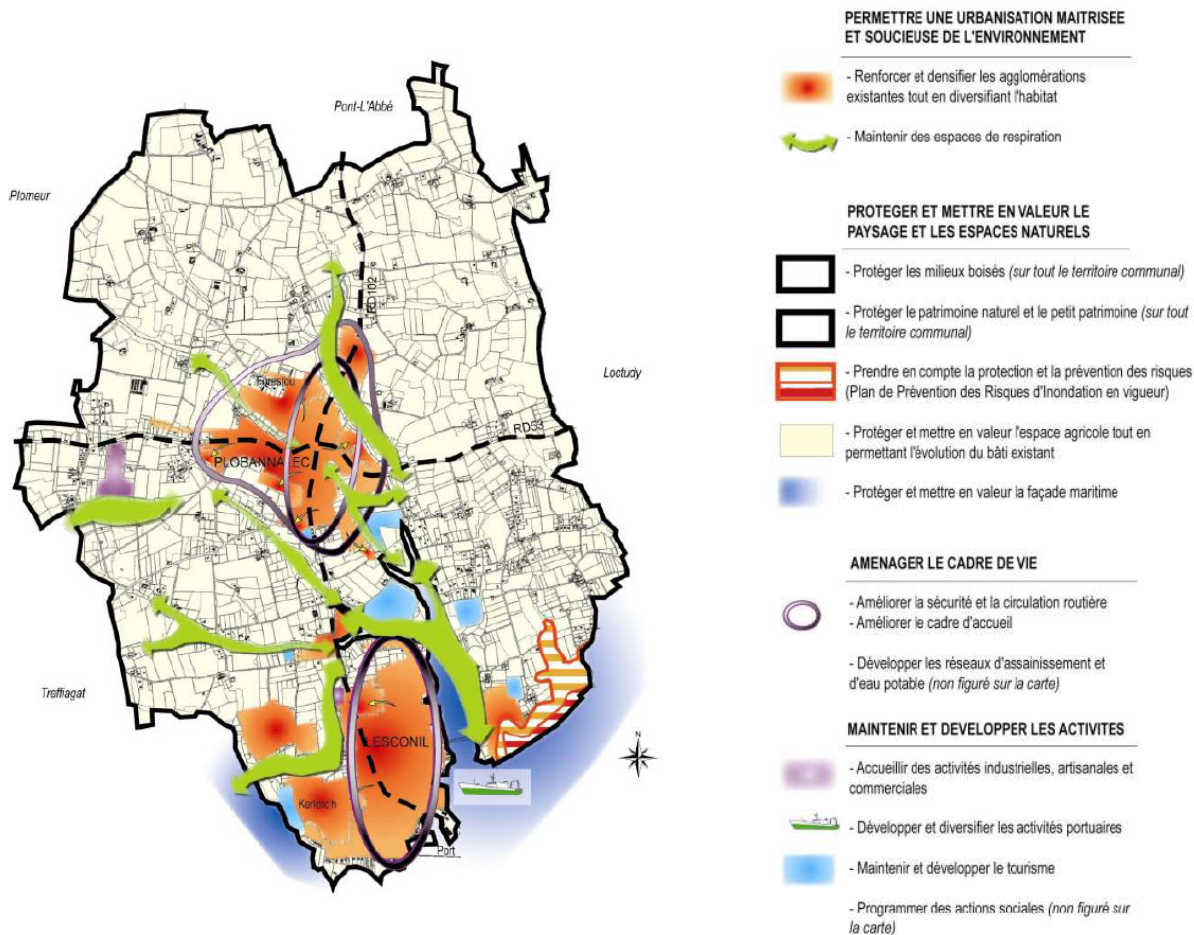 Pont-L'Abbé
Plomeur
RD102
Loctudy
RD53
PLOBANNALEC
Treffiagat
LESCONIL
Port
N
PERMETTRE UNE URBANISATION MAITRISEE
ET SOUCIEUSE DE L'ENVIRONNEMENT
- Renforcer et densifier les agglomérations
existantes tout en diversifiant l'habitat
- Maintenir des espaces de respiration
PROTEGER ET METTRE EN VALEUR LE
PAYSAGE ET LES ESPACES NATURELS
- Protéger les milieux boisés (sur tout le territoire communal)
- Protéger le patrimoine naturel et le petit patrimoine (sur tout
le territoire communal)
- Prendre en compte la protection et la prévention des risques
(Plan de Prévention des Risques d'Inondation en vigueur)
- Protéger et mettre en valeur l'espace agricole tout en
permettant l'évolution du bâti existant
- Protéger et mettre en valeur la façade maritime
AMENAGER LE CADRE DE VIE
- Améliorer la sécurité et la circulation routière
- Améliorer le cadre d'accueil
- Développer les réseaux d'assainissement et
d'eau potable (non figuré sur la carte)
MAINTENIR ET DEVELOPPER LES ACTIVITES
- Accueillir des activités industrielles, artisanales et
commerciales
- Développer et diversifier les activités portuaires
- Maintenir et développer le tourisme
- Programmer des actions sociales (non figuré sur
la carte)